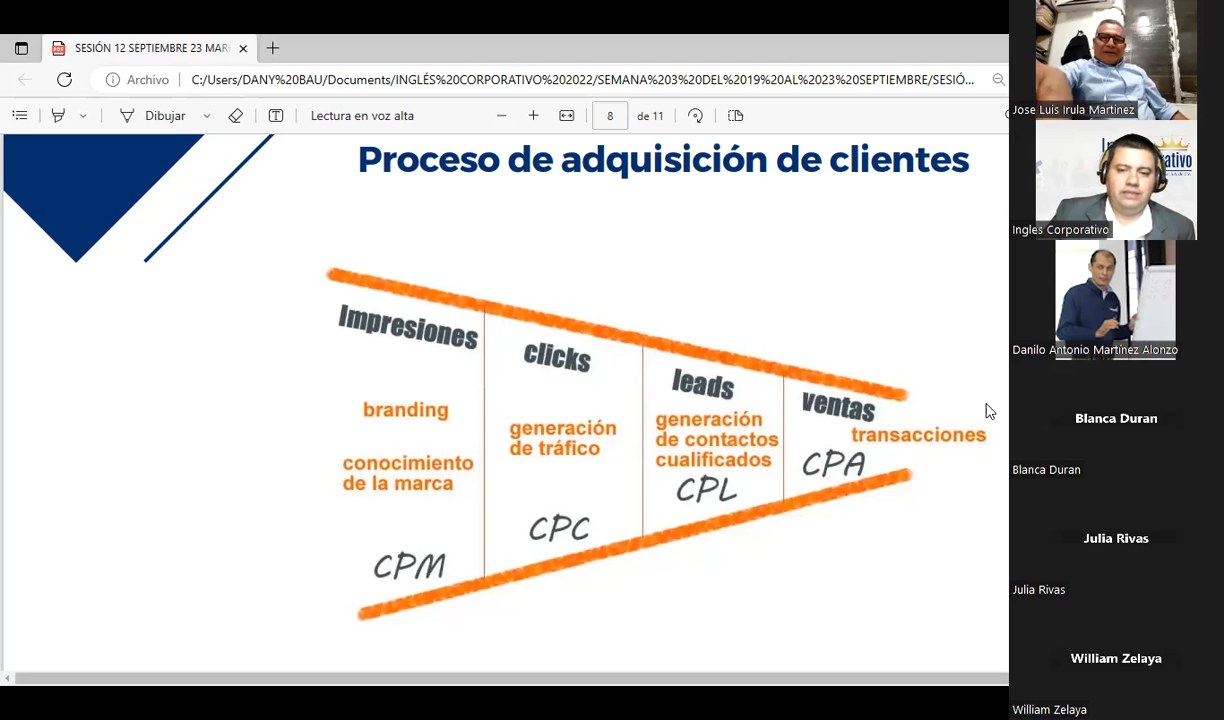 SESIÓN 12 SEPTIEMBRE 23 MAR
Archivo
C:/Users/DANY%20BAU/Documents/INGLÉS%20CORPORATIVO%202022/SEMANA%203%20DEL%2019%20AL%2023%20SEPTIEMBRE/SESIÓ...
Dibujar
Lectura en voz alta
8
de 11
Proceso de adquisición de clientes
Impresiones
branding
conocimiento
de la marca
CPM
clicks
generación
de tráfico
CPC
leads
generación
de contactos
cualificados
CPL
ventas
transacciones
CPA
Jose Luis Irula Martinez
Ingles Corporativo
Danilo Antonio Martínez Alonzo
Blanca Duran
Blanca Duran
Julia Rivas
Julia Rivas
William Zelaya
William Zelaya